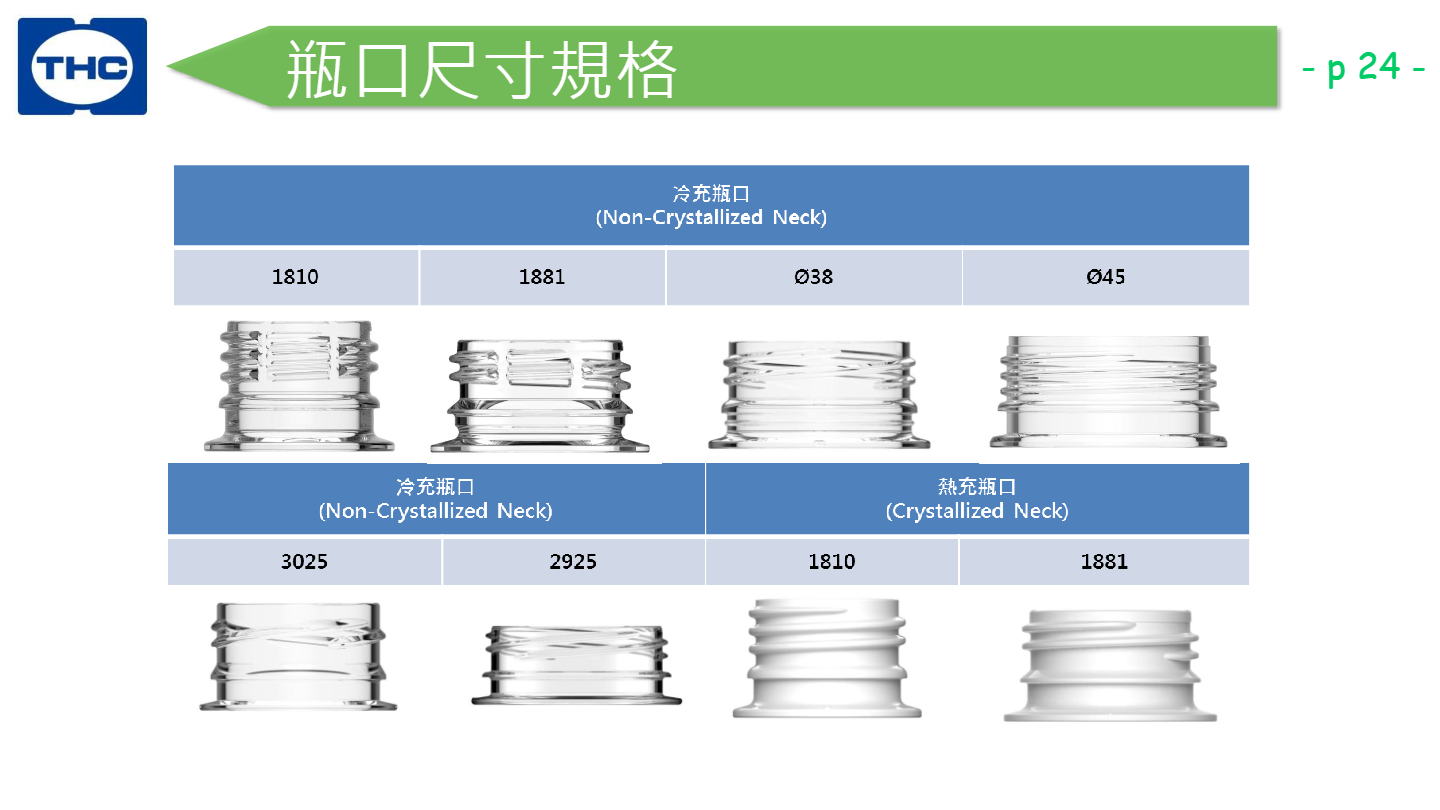 THC
瓶口尺寸規格
- p 24 -
冷充瓶口
(Non-Crystallized Neck)
1810
1881
Ø38
Ø45
冷充瓶口
(Non-Crystallized Neck)
熱充瓶口
(Crystallized Neck)
3025
2925
1810
1881